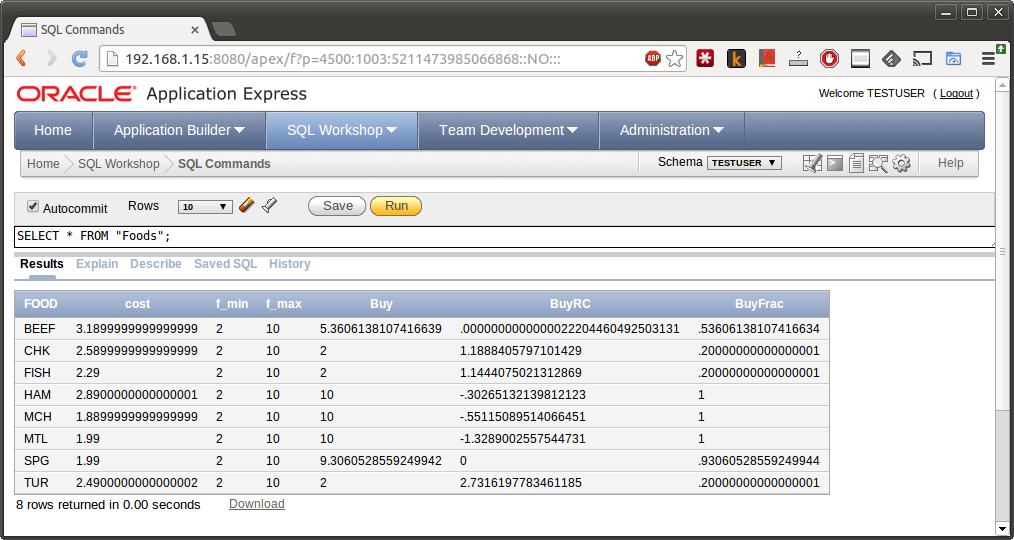 SQL Commands
192.168.1.15:8080/apex/f?p=4500:1003:5211473985066868::NO:::
ABP
k
?
ORACLE® Application Express
Welcome TESTUSER ( Logout )
Home Application Builder SQL Workshop Team Development Administration
Home SQL Workshop SQL Commands Schema TESTUSER Help
Autocommit Rows 10 Save Run
SELECT * FROM "Foods";
Results Explain Describe Saved SQL History
FOOD cost f_min f_max Buy BuyRC BuyFrac
BEEF 3.1899999999999999 2 10 5.3606138107416639 .00000000000000222044604925031​31 .53606138107416634
CHK 2.5899999999999999 2 10 2 1.1888405797101429 .20000000000000001
FISH 2.29 2 10 2 1.1444075021312869 .20000000000000001
HAM 2.8900000000000001 2 10 10 -.30265132139812123 1
MCH 1.8899999999999999 2 10 10 -.55115089514066451 1
MTL 1.99 2 10 10 -1.3289002557544731 1
SPG 1.99 2 10 9.3060528559249942 0 .93060528559249944
TUR 2.4900000000000002 2 10 2 2.7316197783461185 .20000000000000001
8 rows returned in 0.00 seconds Download